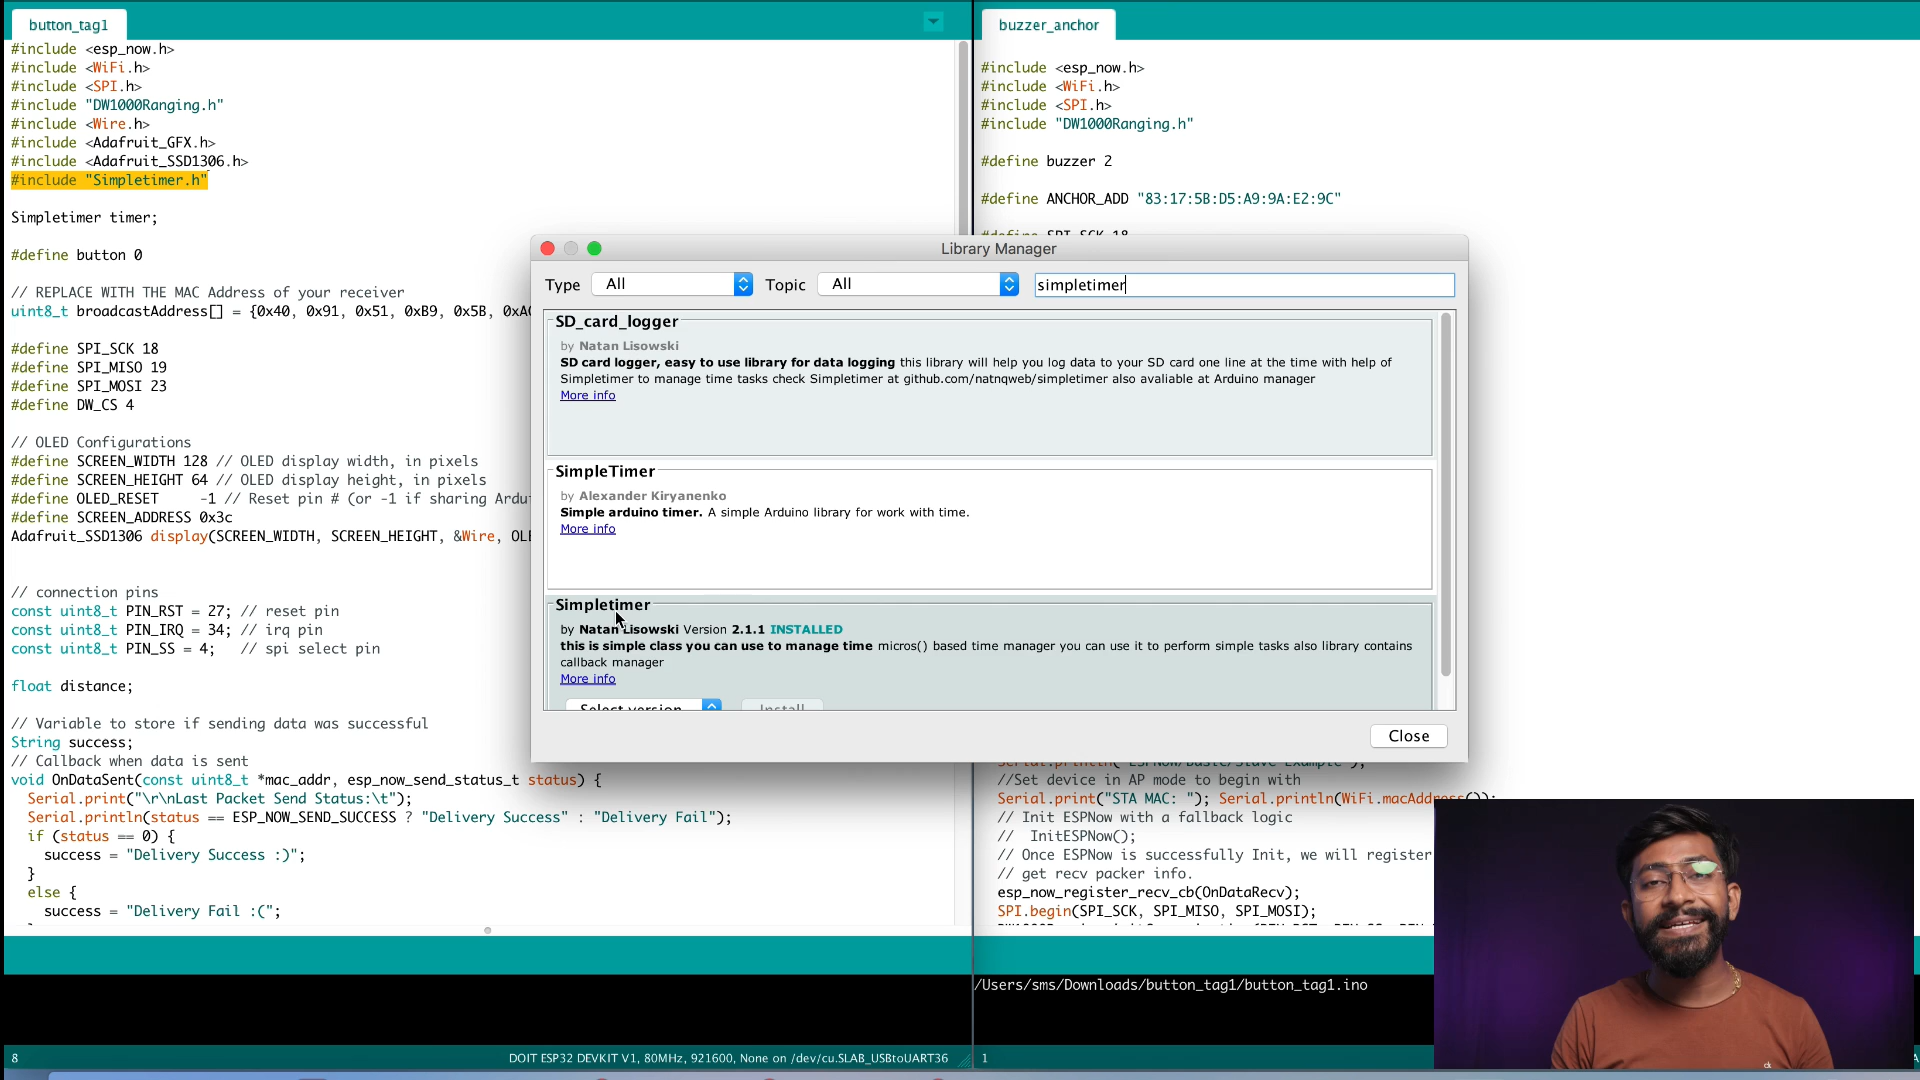 button_tag1
#include <esp_now.h>
#include <WiFi.h>
#include <SPI.h>
#include "DW1000Ranging.h"
#include <Wire.h>
#include <Adafruit_GFX.h>
#include <Adafruit_SSD1306.h>
#include "Simpletimer.h"
Simpletimer timer;
#define button 0
// REPLACE WITH THE MAC Address of your receiver
uint8_t broadcastAddress[] = {0x40, 0x91, 0x51, 0xB9, 0x5B,
#define SPI_SCK 18
#define SPI_MISO 19
#define SPI_MOSI 23
#define DW_CS 4
// OLED Configurations
#define SCREEN_WIDTH 128 // OLED display width, in pixels
#define SCREEN_HEIGHT 64 // OLED display height, in pixels
#define OLED_RESET -1 // Reset pin # (or -1 if sharing
#define SCREEN_ADDRESS 0x3c
Adafruit_SSD1306 display(SCREEN_WIDTH, SCREEN_HEIGHT, &Wire,
// connection pins
const uint8_t PIN_RST = 27; // reset pin
const uint8_t PIN_IRQ = 34; // irq pin
const uint8_t PIN_SS = 4; // spi select pin
float distance;
// Variable to store if sending data was successful
String success;
// Callback when data is sent
void OnDataSent(const uint8_t *mac_addr, esp_now_send_status_t status) {
Serial.print("\r\nLast Packet Send Status:\t");
Serial.println(status == ESP_NOW_SEND_SUCCESS ? "Delivery Success" : "Delivery Fail");
if (status == 0) {
success = "Delivery Success :)";
}
else {
success = "Delivery Fail :(";
8
DOIT ESP32 DEVKIT V1, 80MHz, 921600, None on /dev/cu.SLAB_USBtoUART36
buzzer_anchor
#include <esp_now.h>
#include <WiFi.h>
#include <SPI.h>
#include "DW1000Ranging.h"
#define buzzer 2
#define ANCHOR_ADD "83:17:5B:D5:A9:9A:E2:9C"
#define SPI_SCK 18
Library Manager
Type All Topic All simpletimer
SD_card_logger
by Natan Lisowski
SD card logger, easy to use library for data logging this library will help you log data to your SD card one line at the time with help of
Simpletimer to manage time tasks check Simpletimer at github.com/natnqweb/simpletimer also avaliable at Arduino manager
More info
SimpleTimer
by Alexander Kiryanenko
Simple arduino timer. A simple Arduino library for work with time.
More info
Simpletimer
by Natan Lisowski Version 2.1.1 INSTALLED
this is simple class you can use to manage time micros() based time manager you can use it to perform simple tasks also library contains
callback manager
More info
Select version Install
Close
//Set device in AP mode to begin with
Serial.print("STA MAC: "); Serial.println(WiFi.macAddress());
// Init ESPNow with a fallback logic
// InitESPNow();
// Once ESPNow is successfully Init, we will register
// get recv packer info.
esp_now_register_recv_cb(OnDataRecv);
SPI.begin(SPI_SCK, SPI_MISO, SPI_MOSI);
/Users/sms/Downloads/button_tag1/button_tag1.ino
1